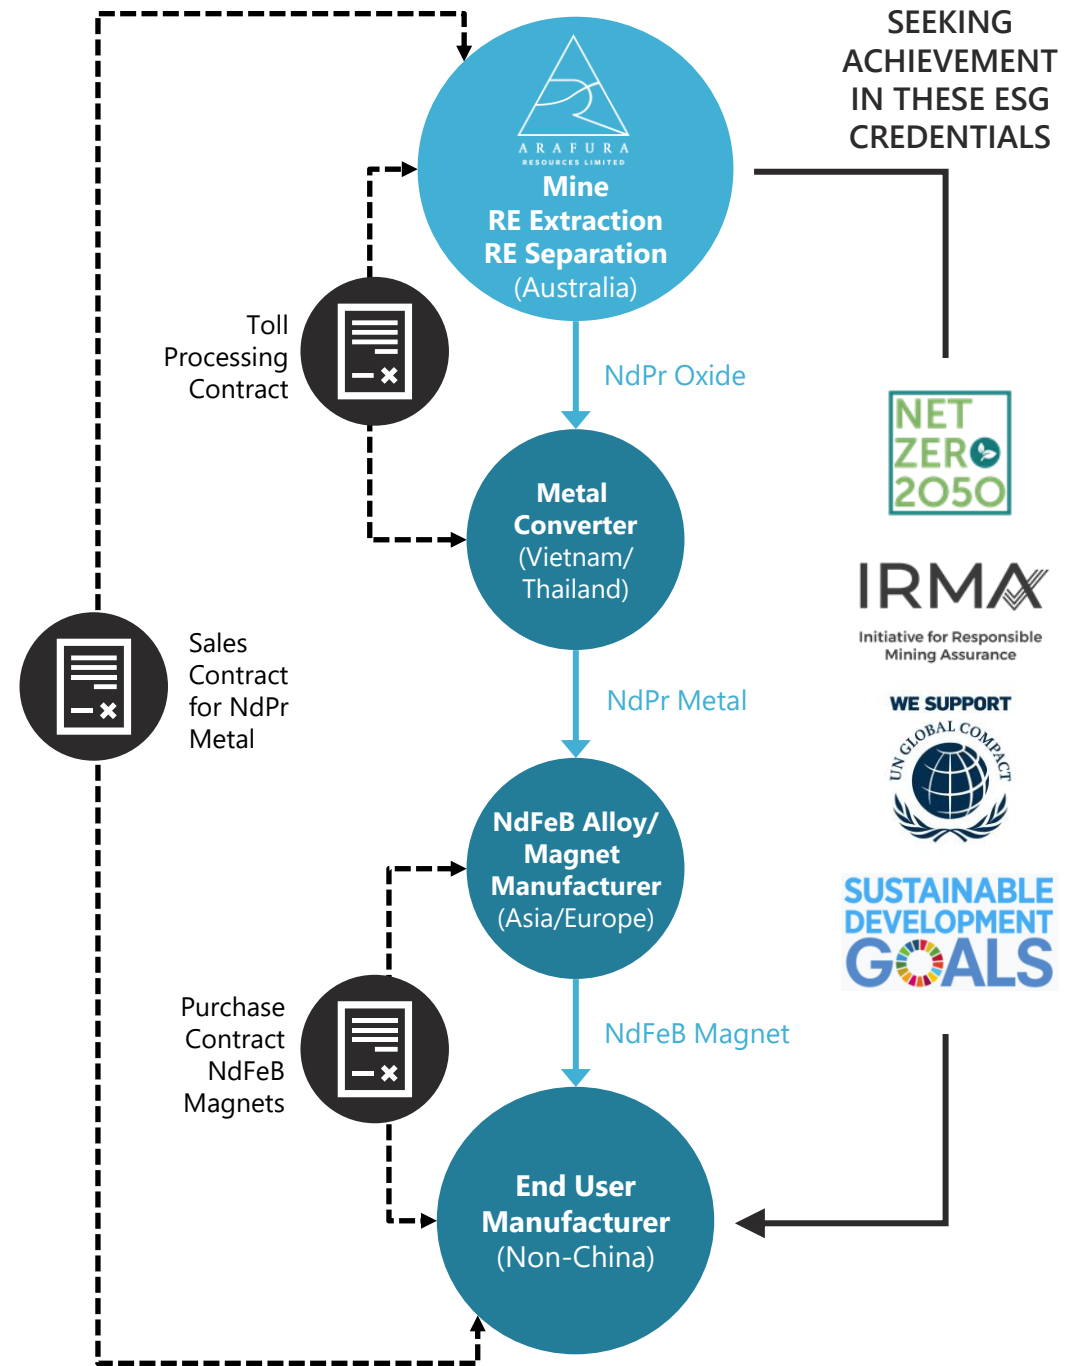 SEEKING
ACHIEVEMENT
IN THESE ESG
CREDENTIALS
ARAFURA
RESOURCES LIMITED
Mine
RE Extraction
RE Separation
(Australia)
Toll
Processing
Contract
NdPr Oxide
NET
ZERO
2050
Metal
Converter
(Vietnam/
Thailand)
IRMA
Initiative for Responsible
Mining Assurance
Sales
Contract
for NdPr
Metal
NdPr Metal
WE SUPPORT
UN GLOBAL COMPACT
NdFeB Alloy/
Magnet
Manufacturer
(Asia/Europe)
SUSTAINABLE
DEVELOPMENT
GOALS
Purchase
Contract
NdFeB
Magnets
NdFeB Magnet
End User
Manufacturer
(Non-China)